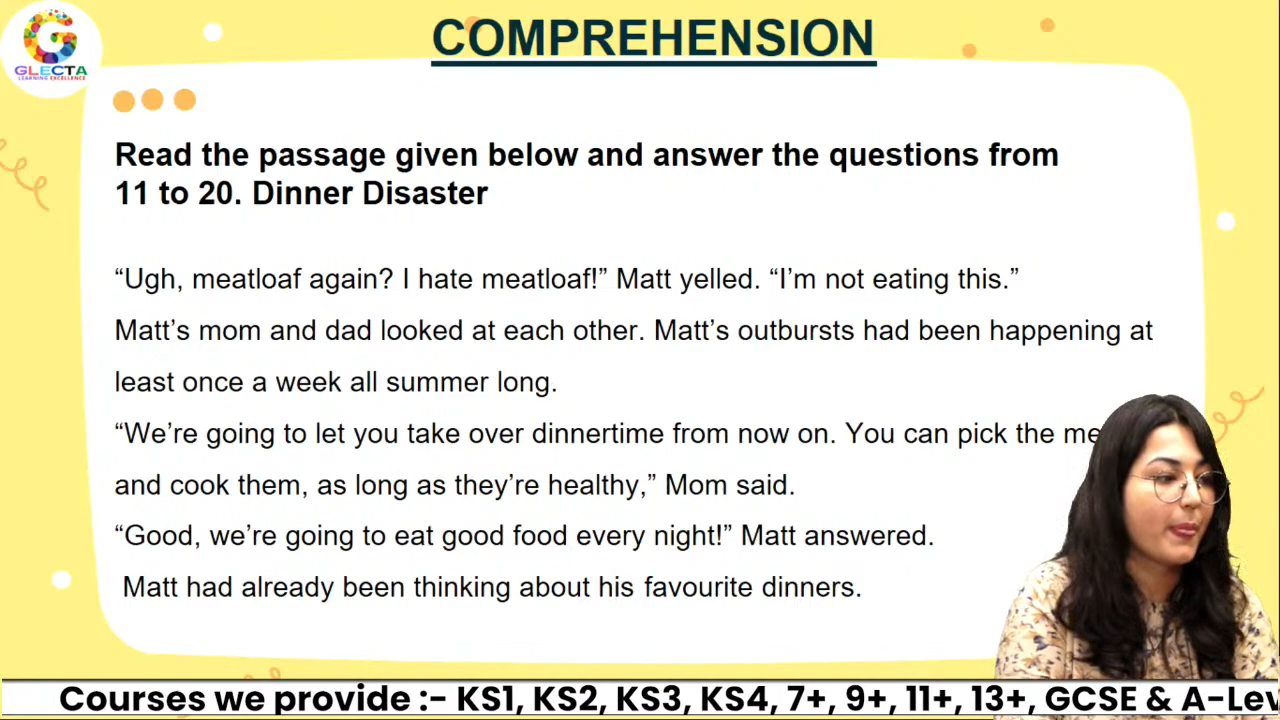 COMPREHENSION
GLECTA
LEARNING EXCELLENCE
Read the passage given below and answer the questions from
11 to 20. Dinner Disaster
“Ugh, meatloaf again? I hate meatloaf!” Matt yelled. “I’m not eating this.”
Matt’s mom and dad looked at each other. Matt’s outbursts had been happening at
least once a week all summer long.
“We’re going to let you take over dinnertime from now on. You can pick the
and cook them, as long as they’re healthy,” Mom said.
“Good, we’re going to eat good food every night!” Matt answered.
Matt had already been thinking about his favourite dinners.
Courses we provide :- KS1, KS2, KS3, KS4, 7+, 9+, 11+, 13+, GCSE & A-Lev